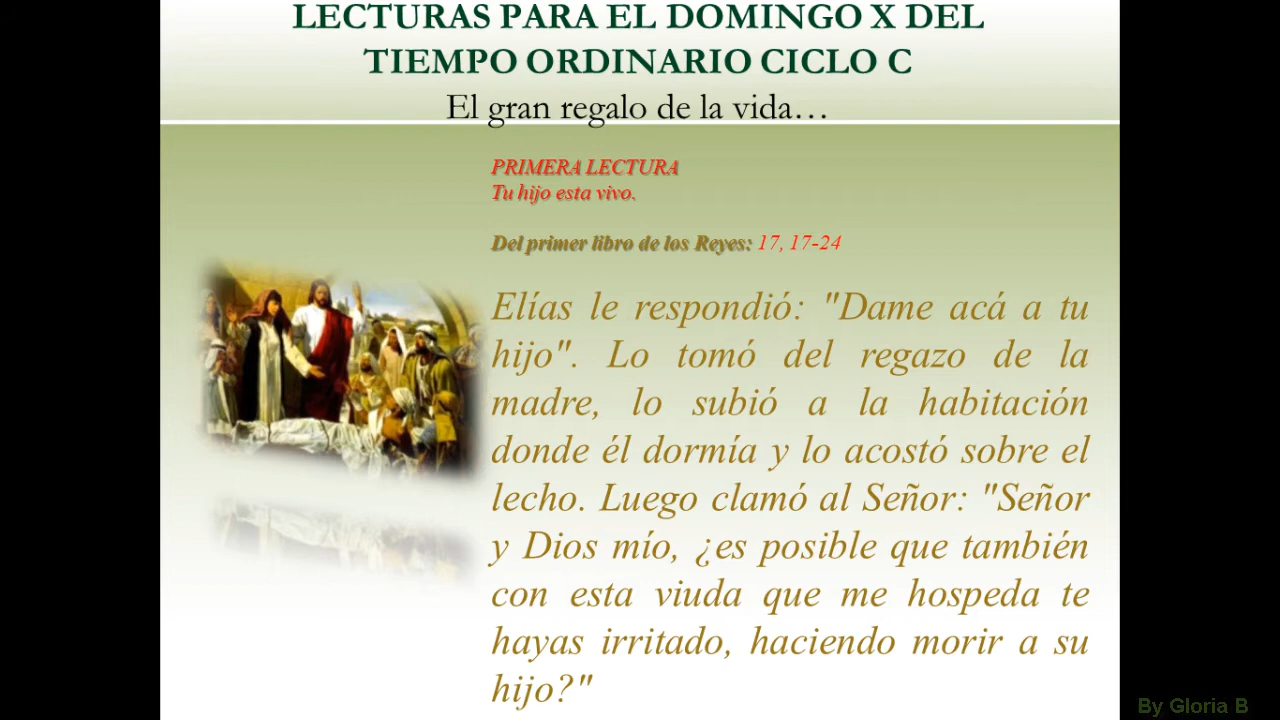 LECTURAS PARA EL DOMINGO X DEL
TIEMPO ORDINARIO CICLO C
El gran regalo de la vida…
PRIMERA LECTURA
Tu hijo esta vivo.
Del primer libro de los Reyes: 17, 17-24
Elías le respondió: "Dame acá a tu
hijo". Lo tomó del regazo de la
madre, lo subió a la habitación
donde él dormía y lo acostó sobre el
lecho. Luego clamó al Señor: "Señor
y Dios mío, ¿es posible que también
con esta viuda que me hospeda te
hayas irritado, haciendo morir a su
hijo?"
By Gloria B